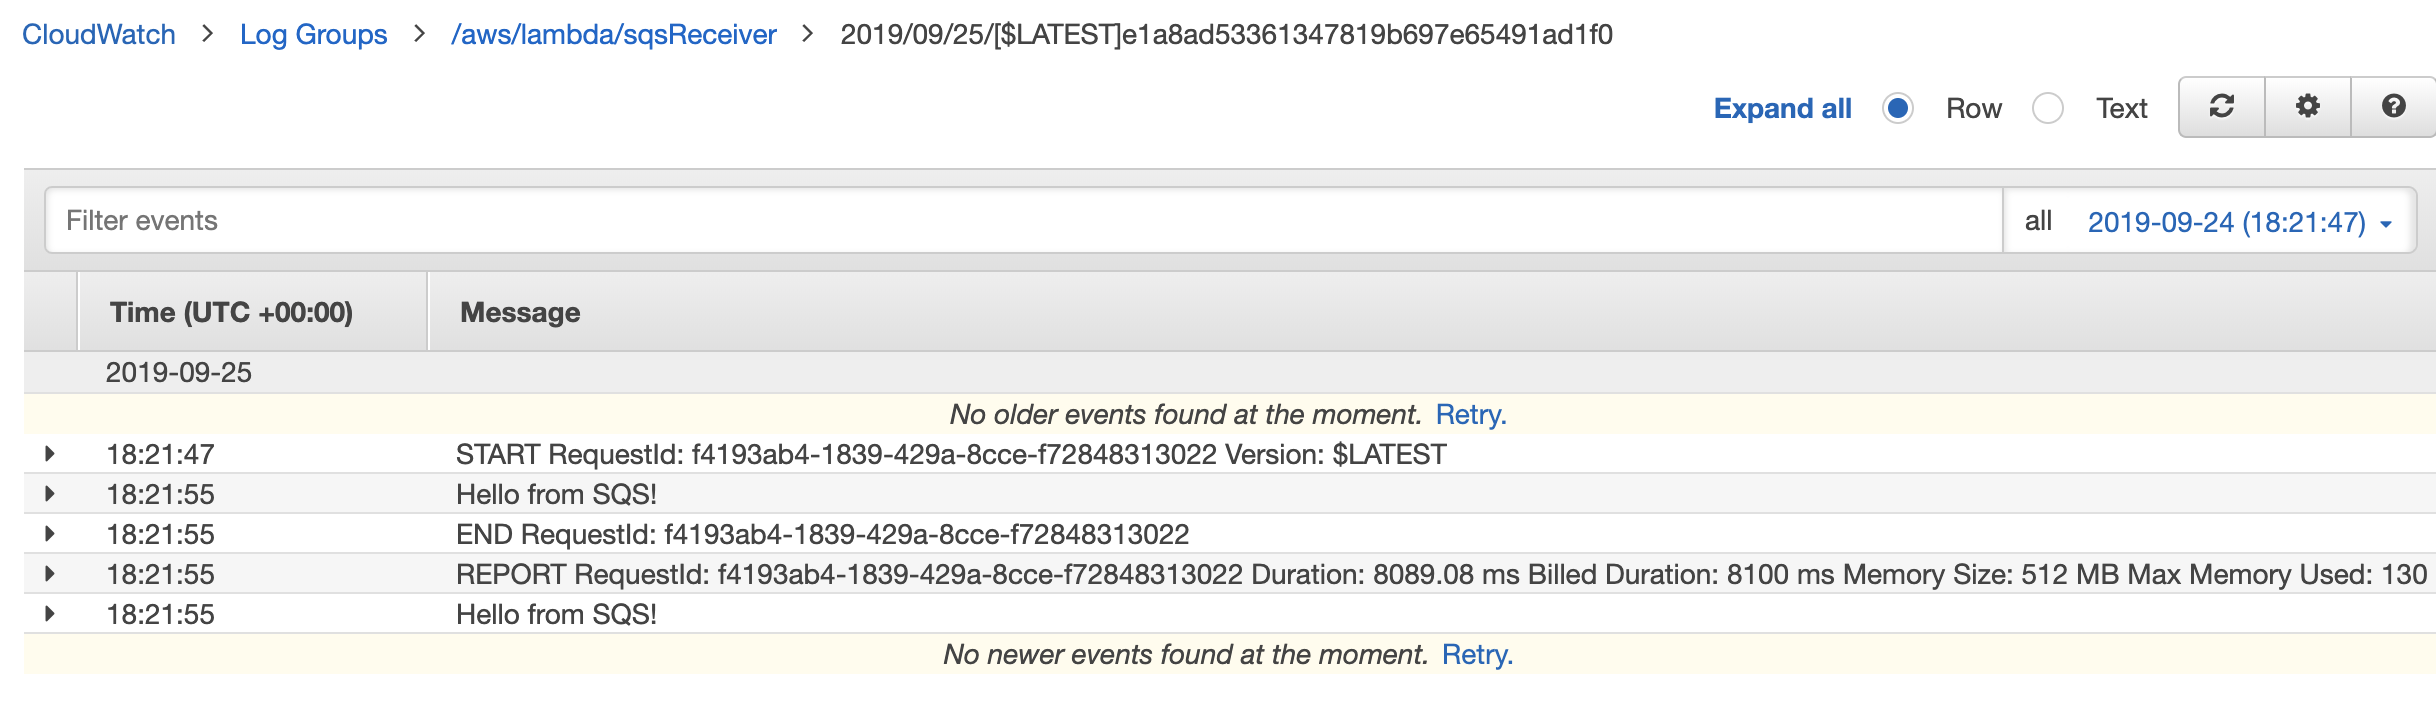 CloudWatch > Log Groups > /aws/lambda/sqsReceiver > 2019/09/25/[$LATEST]e1a8ad53361347819b697e65491ad1f0
Expand all Row Text
Filter events all 2019-09-24 (18:21:47)
Time (UTC +00:00) Message
2019-09-25
No older events found at the moment. Retry.
18:21:47 START RequestId: f4193ab4-1839-429a-8cce-f72848313022 Version: $LATEST
18:21:55 Hello from SQS!
18:21:55 END RequestId: f4193ab4-1839-429a-8cce-f72848313022
18:21:55 REPORT RequestId: f4193ab4-1839-429a-8cce-f72848313022 Duration: 8089.08 ms Billed Duration: 8100 ms Memory Size: 512 MB Max Memory Used: 130
18:21:55 Hello from SQS!
No newer events found at the moment. Retry.